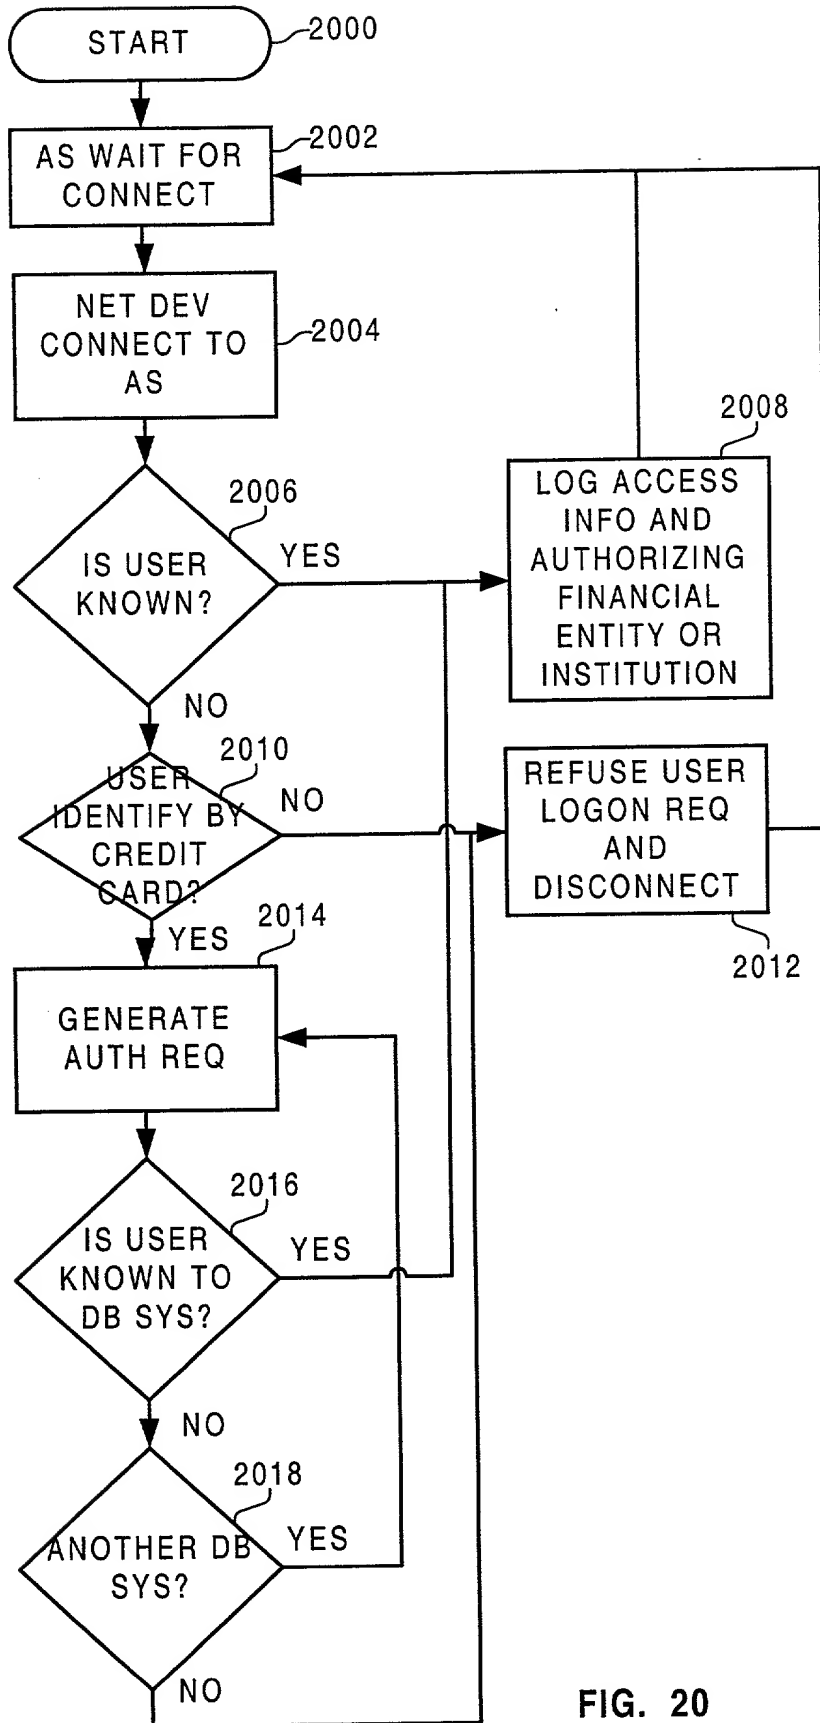 START
2000
AS WAIT FOR
CONNECT
2002
NET DEV
CONNECT TO
AS
2004
2006
IS USER
KNOWN?
YES
NO
2008
LOG ACCESS
INFO AND
AUTHORIZING
FINANCIAL
ENTITY OR
INSTITUTION
2010
USER
IDENTIFY BY
CREDIT
CARD?
NO
YES
REFUSE USER
LOGON REQ
AND
DISCONNECT
2012
2014
GENERATE
AUTH REQ
2016
IS USER
KNOWN TO
DB SYS?
YES
NO
2018
ANOTHER DB
SYS?
YES
NO
FIG. 20